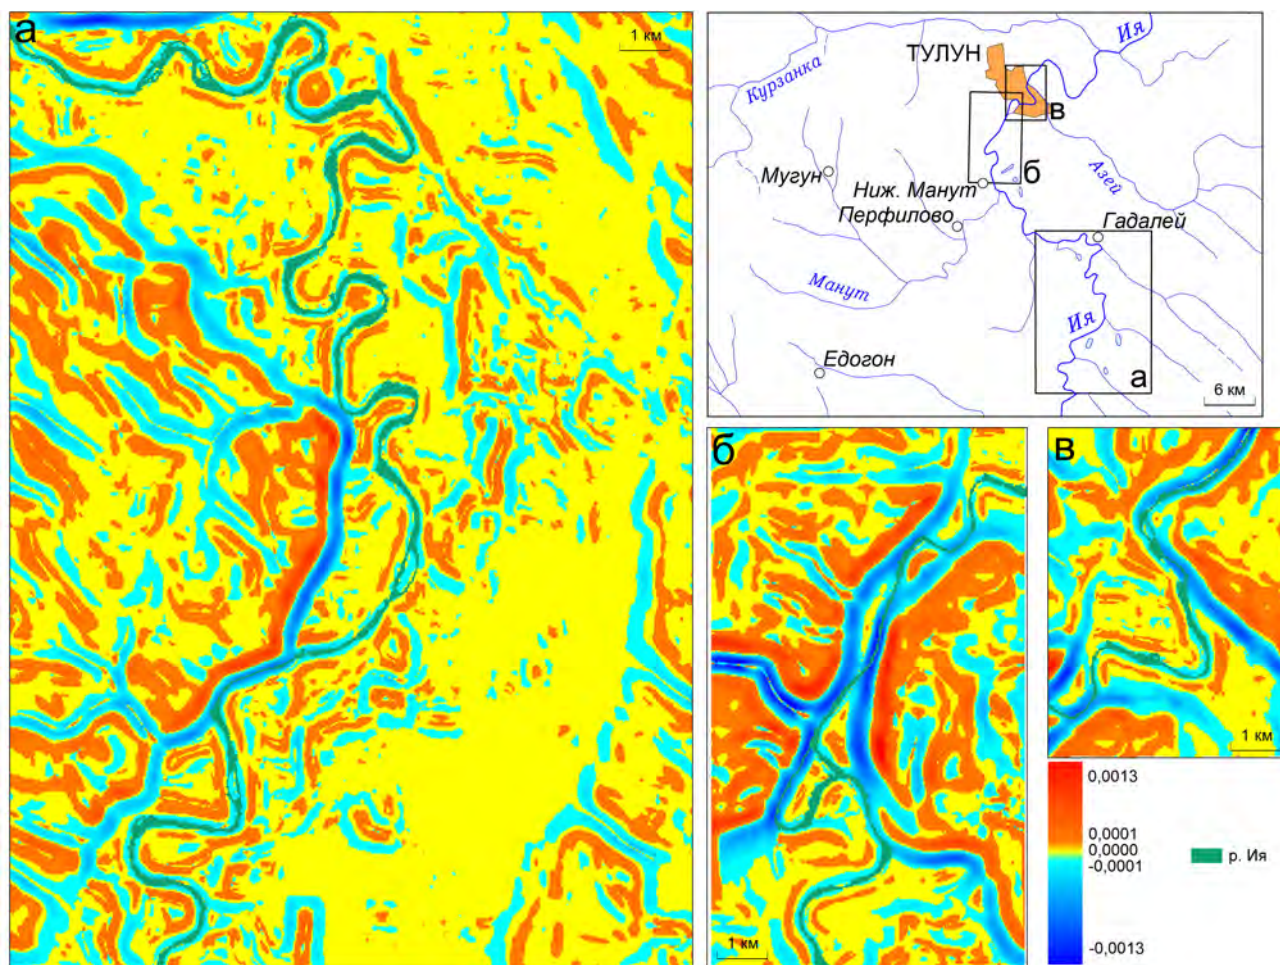 а
1 км
Ия
ТУЛУН
Курзанка
в
б
Мугун
Ниж. Манут
Азей
Перфилово
Гадалей
Манут
Ия
Едогон
а
6 км
б
1 км
в
1 км
0,0013
0,0001
0,0000
-0,0001
-0,0013
р. Ия